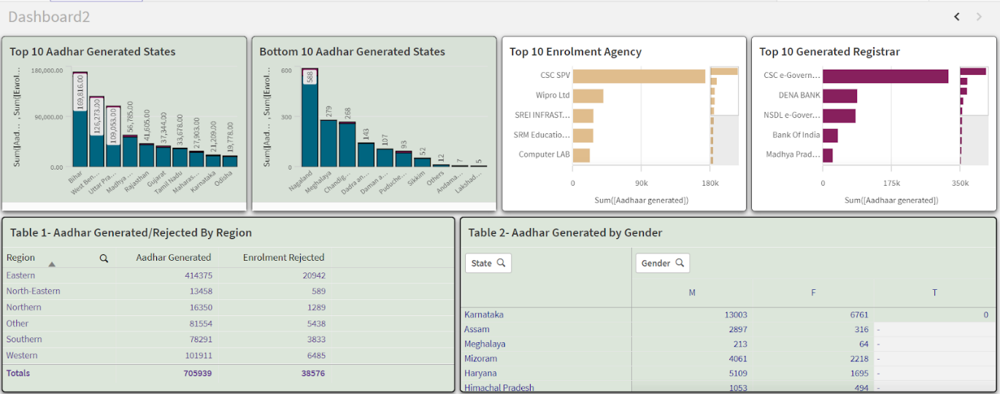 Dashboard2
Top 10 Aadhar Generated States
Sum([Aad... , Sum([Enrol...
180,000.00
90,000.00
0.00
169,816.00
126,273.00
109,053.00
56,785.00
41,605.00
37,344.00
33,678.00
27,903.00
21,209.00
19,778.00
Bihar
West Ben...
Uttar Pra...
Madhya ...
Rajasthan
Gujarat
Tamil Nadu
Maharas...
Karnataka
Odisha
Bottom 10 Aadhar Generated States
Sum([Aad... , Sum([Enrol...
600
300
0
588
279
268
143
107
93
52
12
7
5
Nagaland
Meghalaya
Chandig...
Dadra an...
Daman a...
Puduche...
Sikkim
Others
Andama...
Lakshad...
Top 10 Enrolment Agency
CSC SPV
Wipro Ltd
SREI INFRAST...
SRM Educatio...
Computer LAB
0 90k 180k
Sum([Aadhaar generated])
Top 10 Generated Registrar
CSC e-Govern...
DENA BANK
NSDL e-Gover...
Bank Of India
Madhya Prad...
0 175k 350k
Sum([Aadhaar generated])
Table 1- Aadhar Generated/Rejected By Region
Region Aadhar Generated Enrolment Rejected
Eastern 414375 20942
North-Eastern 13458 589
Northern 16350 1289
Other 81554 5438
Southern 78291 3833
Western 101911 6485
Totals 705939 38576
Table 2- Aadhar Generated by Gender
State Gender
M F T
Karnataka 13003 6761 0
Assam 2897 316 -
Meghalaya 213 64 -
Mizoram 4061 2218 -
Haryana 5109 1695 -
Himachal Pradesh 1053 494 -